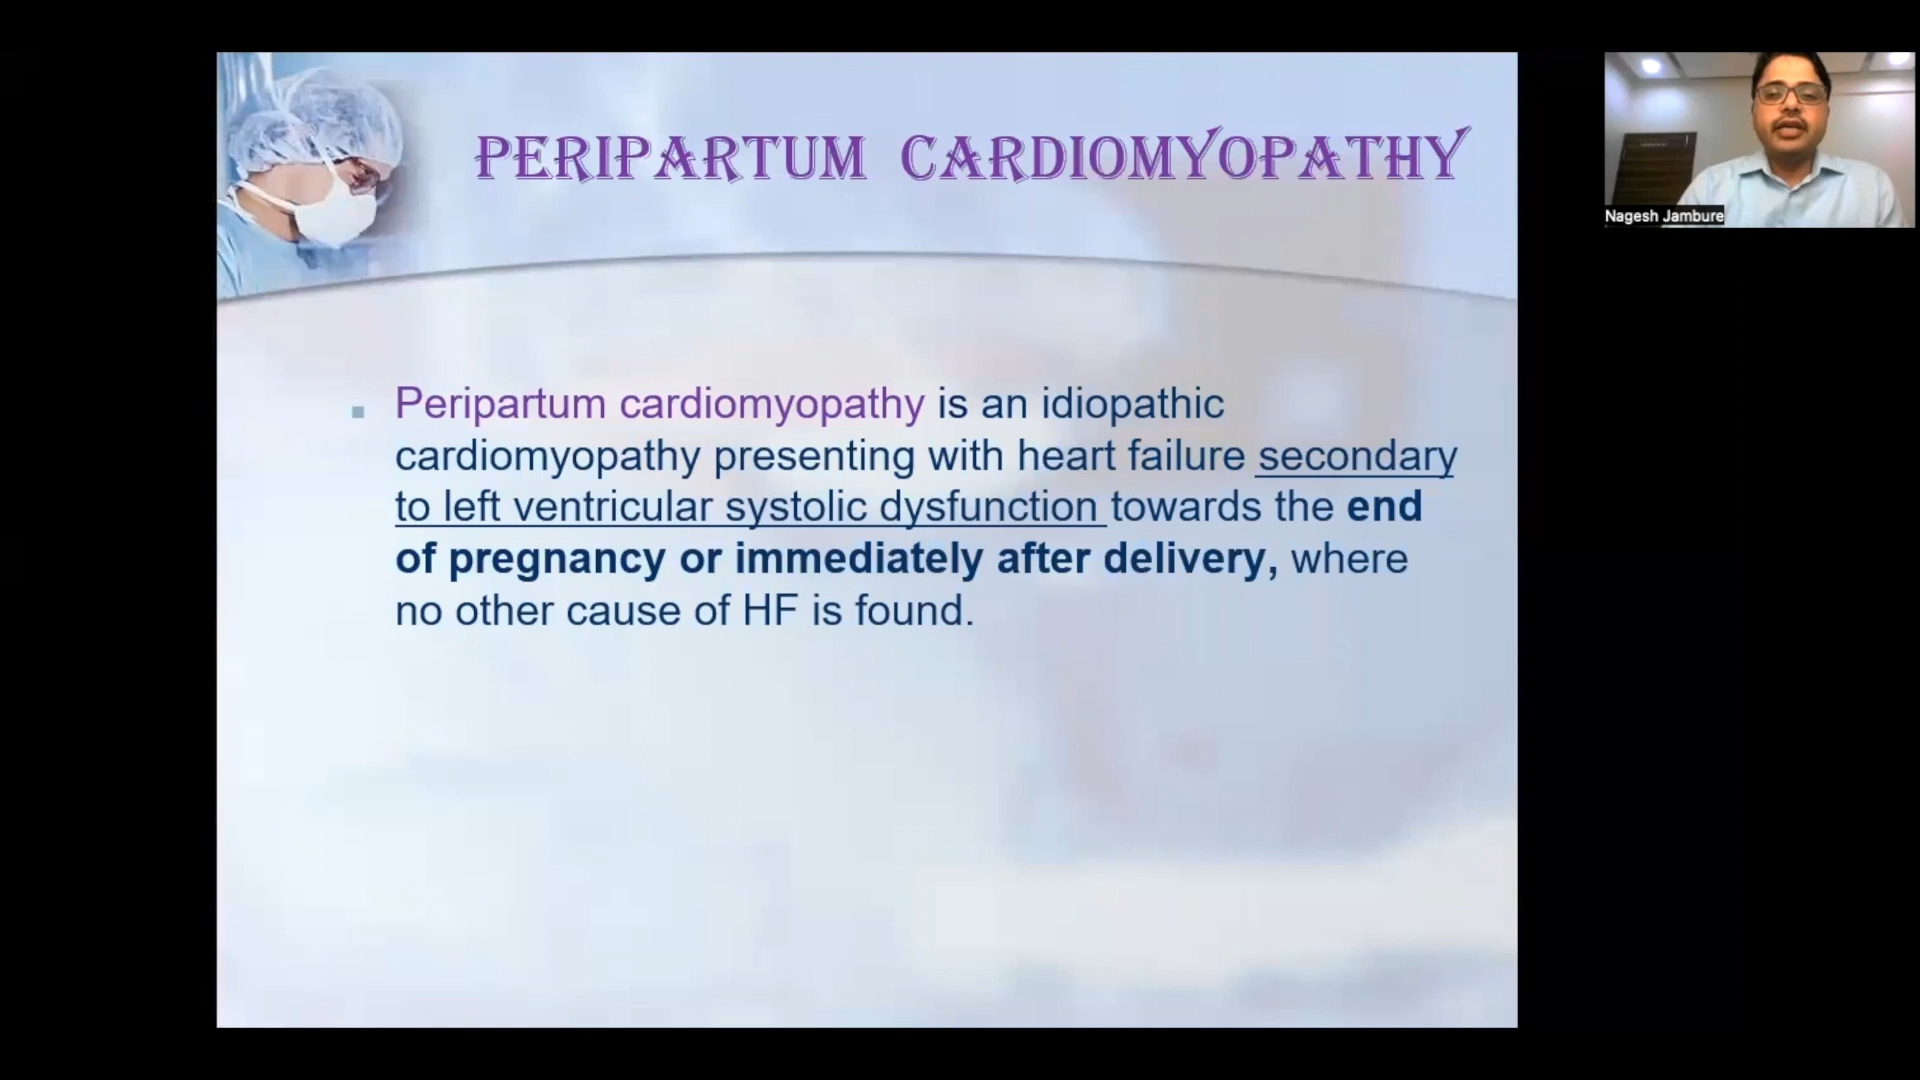 PERIPARTUM CARDIOMYOPATHY
Nagesh Jambure
Peripartum cardiomyopathy is an idiopathic
cardiomyopathy presenting with heart failure secondary
to left ventricular systolic dysfunction towards the end
of pregnancy or immediately after delivery, where
no other cause of HF is found.